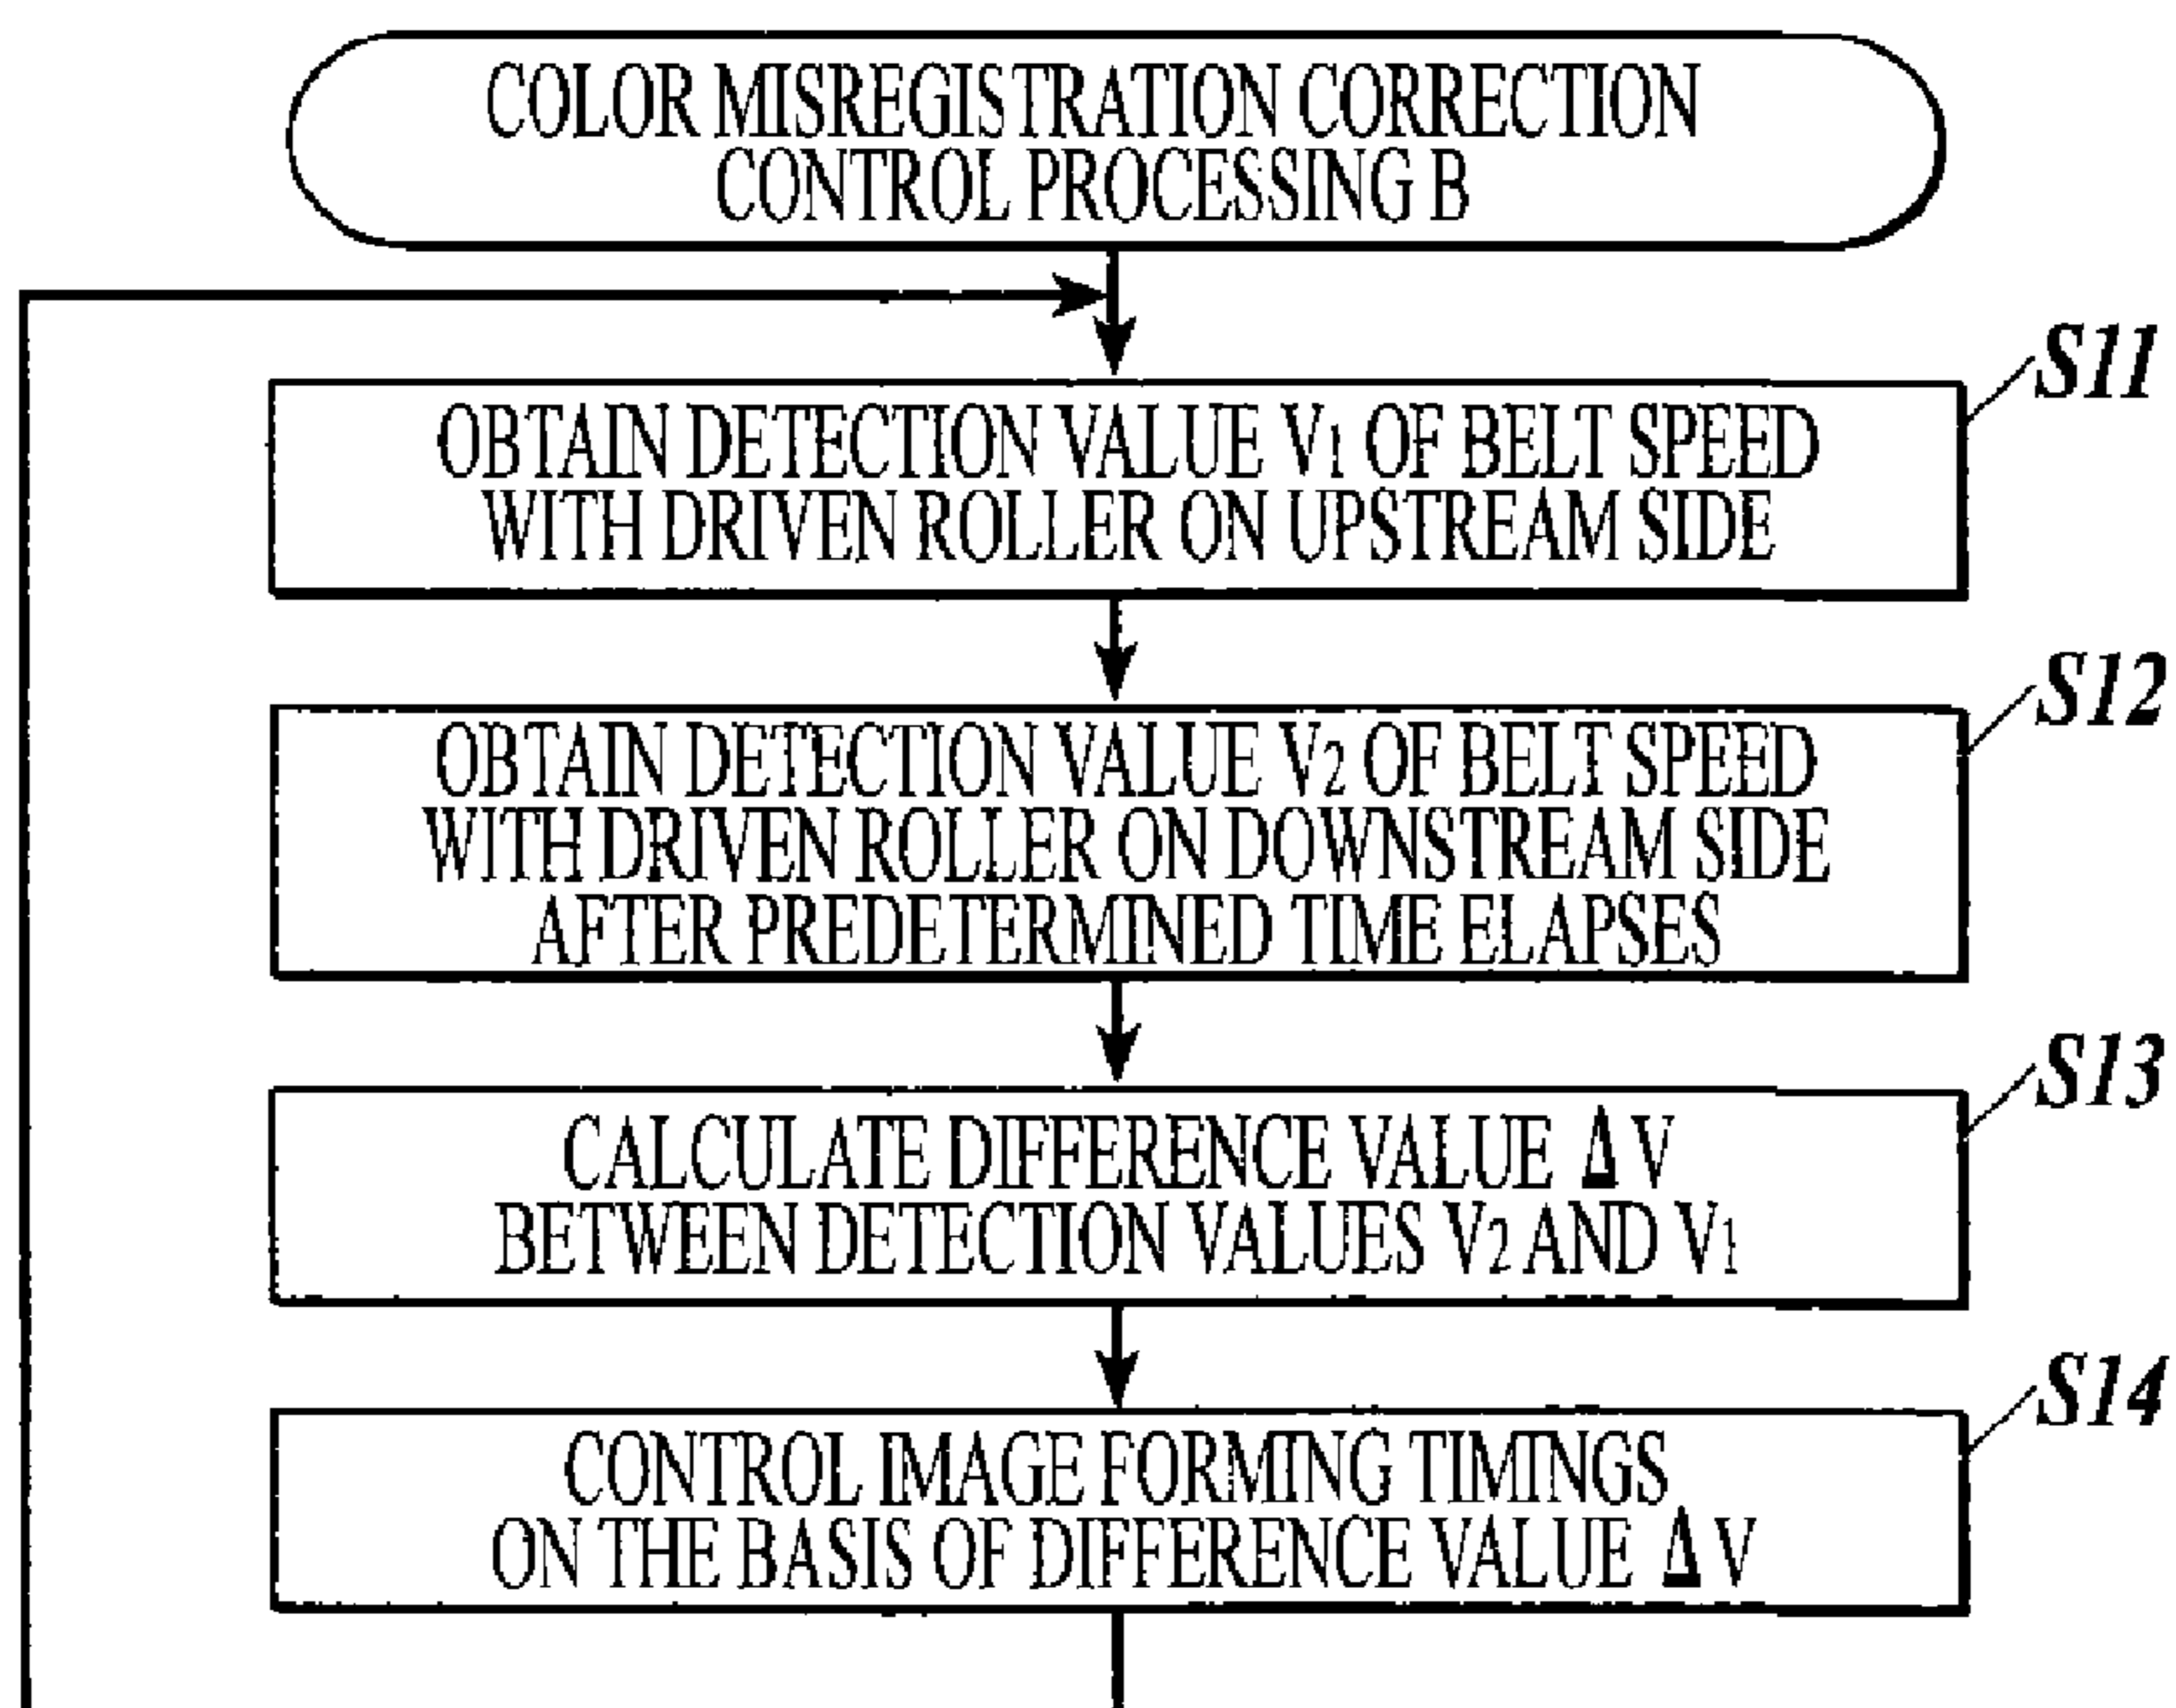 COLOR MISREGISTRATION CORRECTION
CONTROL PROCESSING B
S11
OBTAIN DETECTION VALUE V1 OF BELT SPEED
WITH DRIVEN ROLLER ON UPSTREAM SIDE
S12
OBTAIN DETECTION VALUE V2 OF BELT SPEED
WITH DRIVEN ROLLER ON DOWNSTREAM SIDE
AFTER PREDETERMINED TIME ELAPSES
S13
CALCULATE DIFFERENCE VALUE Δ V
BETWEEN DETECTION VALUES V2 AND V1
S14
CONTROL IMAGE FORMING TIMINGS
ON THE BASIS OF DIFFERENCE VALUE Δ V